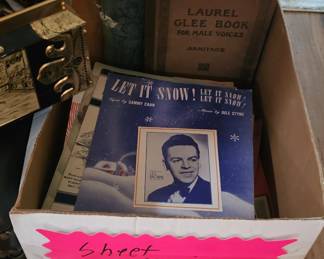 LAUREL
GLEE BOOK
FOR MALE VOICES
ARMITAGE
LET IT SNOW! LET IT SNOW!
LET IT SNOW!
Lyric by SAMMY CAHN
Music by JULE STYNE
Sheet